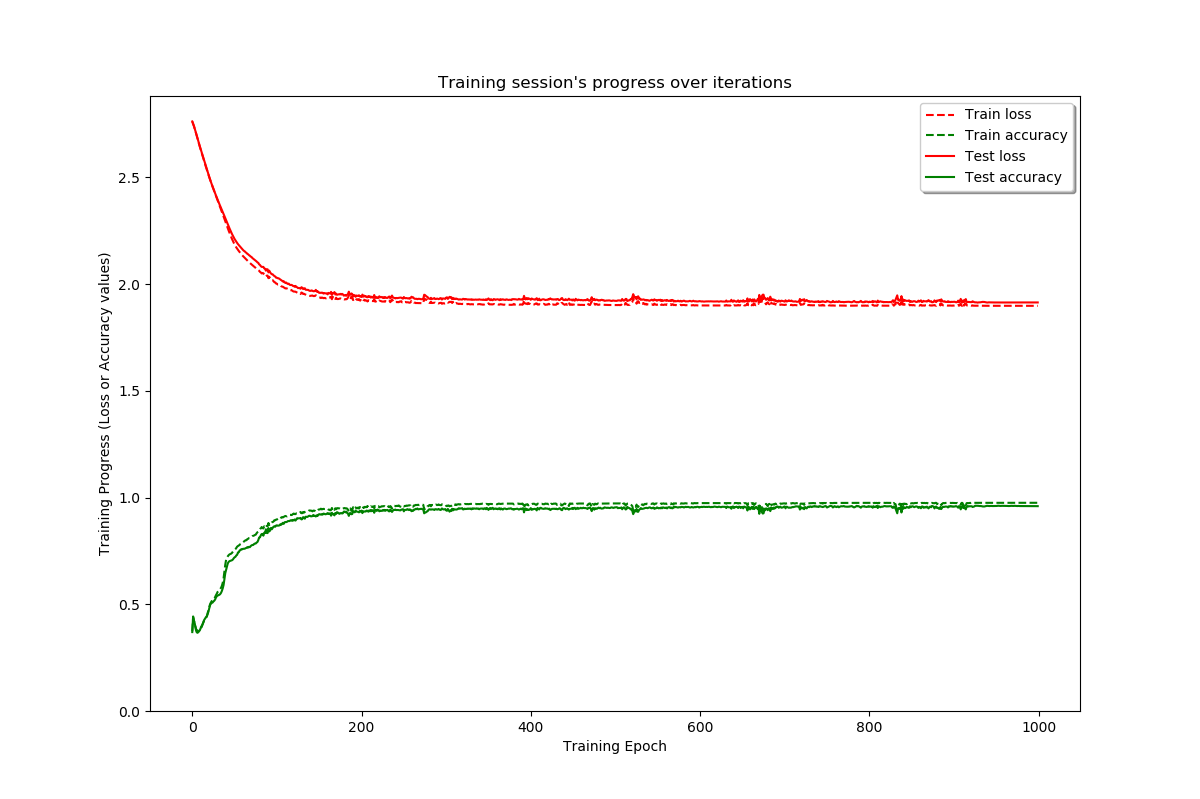 Training session's progress over iterations
Train loss
Train accuracy
Test loss
Test accuracy
Training Progress (Loss or Accuracy values)
2.5
2.0
1.5
1.0
0.5
0.0
0 200 400 600 800 1000
Training Epoch